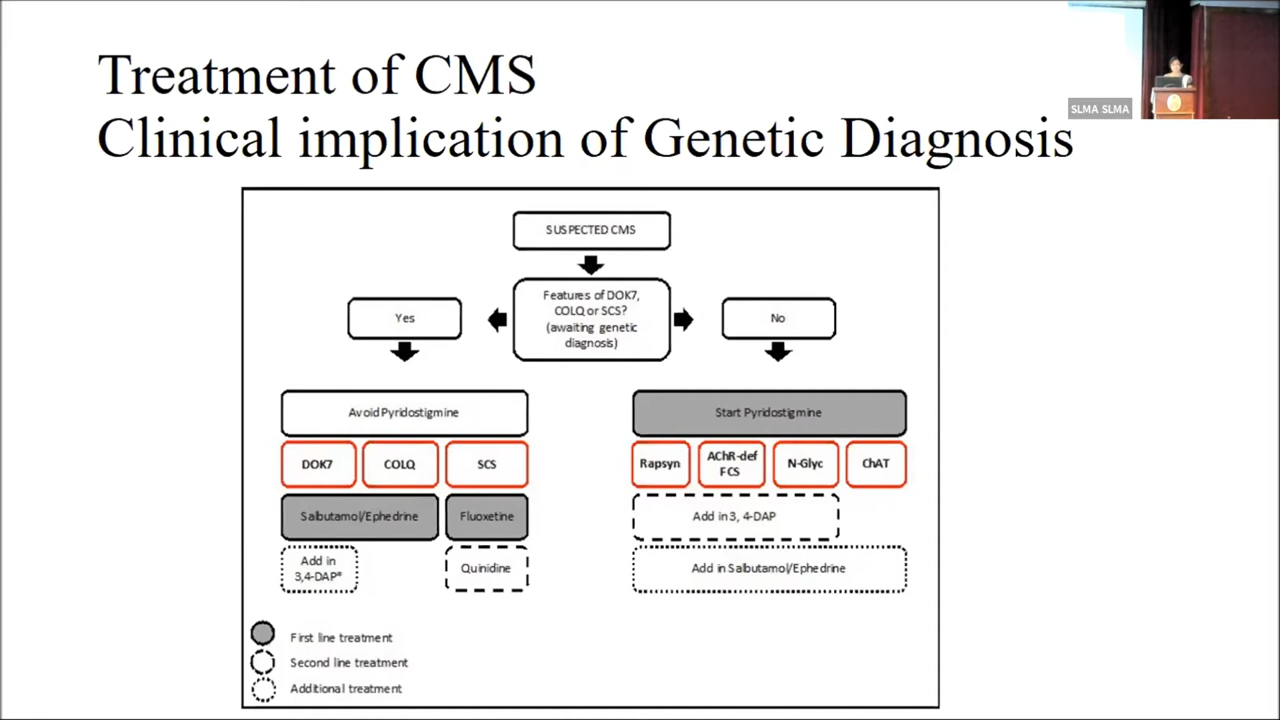 Treatment of CMS
Clinical implication of Genetic Diagnosis
SLMA SLMA
SUSPECTED CMS
Features of DOK7,
COLQ or SCS?
(awaiting genetic
diagnosis)
Yes
No
Avoid Pyridostigmine
Start Pyridostigmine
DOK7
COLQ
SCS
Rapsyn
AChR-def
FCS
N-Glyc
ChAT
Salbutamol/Ephedrine
Fluoxetine
Add in 3, 4-DAP
Add in
3,4-DAP*
Quinidine
Add in Salbutamol/Ephedrine
First line treatment
Second line treatment
Additional treatment